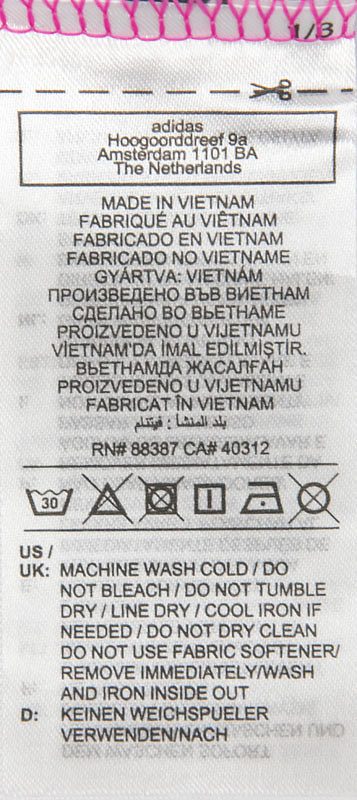 1/3
adidas
Hoogoorddreef 9a
Amsterdam 1101 BA
The Netherlands
MADE IN VIETNAM
FABRIQUÉ AU VIÊTNAM
FABRICADO EN VIETNAM
FABRICADO NO VIETNAME
GYÁRTVA: VIETNÁM
ПРОИЗВЕДЕНО ВЪВ ВИЕТНАМ
СДЕЛАНО ВО ВЬЕТНАМЕ
PROIZVEDENO U VIJETNAMU
VİETNAM'DA İMAL EDİLMİŞTİR.
ВЬЕТНАМДА ЖАСАЛҒАН
PROIZVEDENO U VIJETNAMU
FABRICAT ÎN VIETNAM
بلد المنشأ : فيتنام
RN# 88387 CA# 40312
30
US /
UK: MACHINE WASH COLD / DO
NOT BLEACH / DO NOT TUMBLE
DRY / LINE DRY / COOL IRON IF
NEEDED / DO NOT DRY CLEAN
DO NOT USE FABRIC SOFTENER/
REMOVE IMMEDIATELY/WASH
AND IRON INSIDE OUT
D: KEINEN WEICHSPUELER
VERWENDEN/NACH